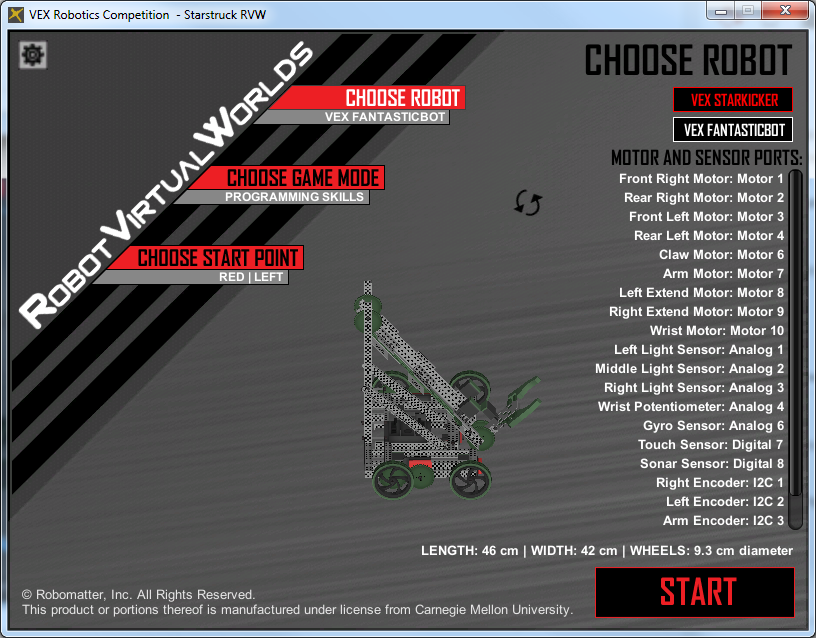 VEX Robotics Competition - Starstruck RVW
ROBOT VIRTUAL WORLDS
CHOOSE ROBOT
VEX FANTASTICBOT
CHOOSE GAME MODE
PROGRAMMING SKILLS
CHOOSE START POINT
RED | LEFT
CHOOSE ROBOT
VEX STARKICKER
VEX FANTASTICBOT
MOTOR AND SENSOR PORTS:
Front Right Motor: Motor 1
Rear Right Motor: Motor 2
Front Left Motor: Motor 3
Rear Left Motor: Motor 4
Claw Motor: Motor 6
Arm Motor: Motor 7
Left Extend Motor: Motor 8
Right Extend Motor: Motor 9
Wrist Motor: Motor 10
Left Light Sensor: Analog 1
Middle Light Sensor: Analog 2
Right Light Sensor: Analog 3
Wrist Potentiometer: Analog 4
Gyro Sensor: Analog 6
Touch Sensor: Digital 7
Sonar Sensor: Digital 8
Right Encoder: I2C 1
Left Encoder: I2C 2
Arm Encoder: I2C 3
LENGTH: 46 cm | WIDTH: 42 cm | WHEELS: 9.3 cm diameter
START
© Robomatter, Inc. All Rights Reserved.
This product or portions thereof is manufactured under license from Carnegie Mellon University.